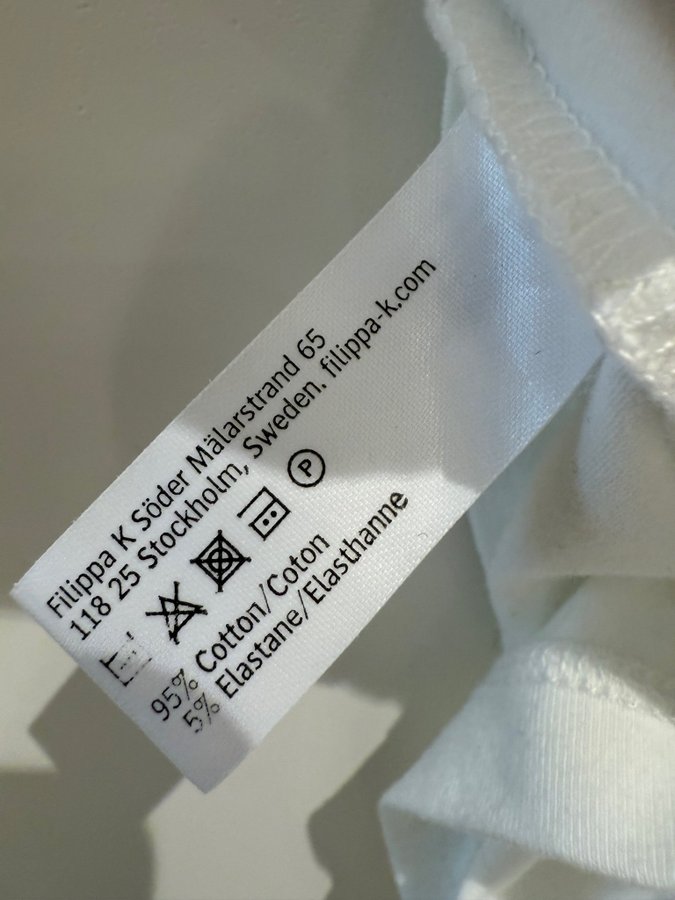 Filippa K Söder Mälarstrand 65
118 25 Stockholm, Sweden. filippa-k.com
P
95% Cotton/Coton
5% Elastane/Elasthanne